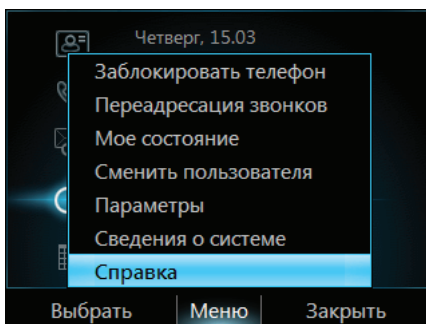 Четверг, 15.03
Заблокировать телефон
Переадресация звонков
Мое состояние
Сменить пользователя
Параметры
Сведения о системе
Справка
Выбрать Меню Закрыть